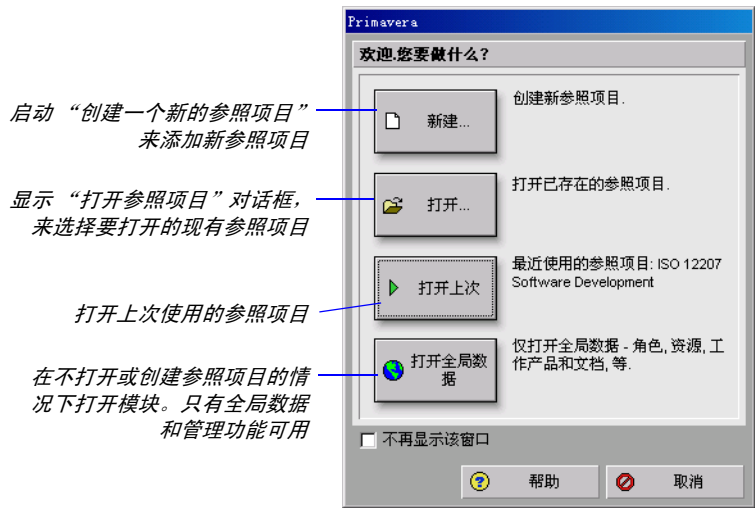 Primavera
欢迎.您要做什么?
启动 “创建一个新的参照项目”
来添加新参照项目
新建...
创建新参照项目.
显示 “打开参照项目”对话框，
来选择要打开的现有参照项目
打开...
打开已存在的参照项目.
打开上次使用的参照项目
打开上次
最近使用的参照项目: ISO 12207
Software Development
在不打开或创建参照项目的情
况下打开模块。只有全局数据
和管理功能可用
打开全局数
据
仅打开全局数据 - 角色, 资源, 工
作产品和文档, 等.
不再显示该窗口
帮助
取消